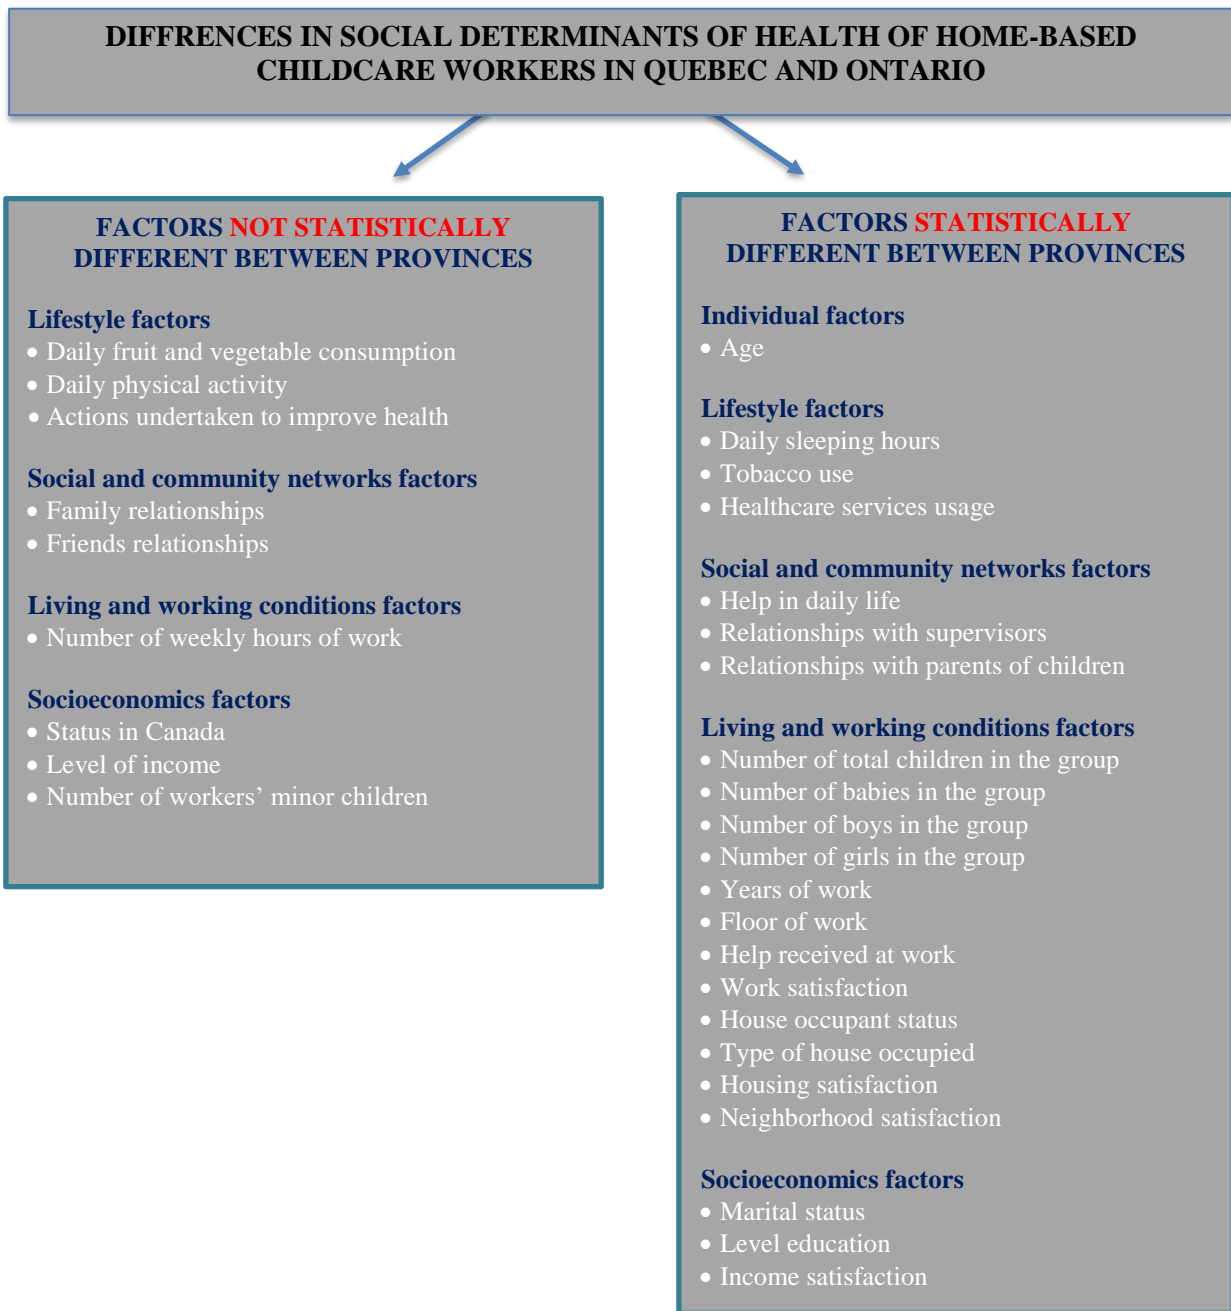 DIFFRENCES IN SOCIAL DETERMINANTS OF HEALTH OF HOME-BASED
CHILDCARE WORKERS IN QUEBEC AND ONTARIO
FACTORS NOT STATISTICALLY
DIFFERENT BETWEEN PROVINCES
Lifestyle factors
• Daily fruit and vegetable consumption
• Daily physical activity
• Actions undertaken to improve health
Social and community networks factors
• Family relationships
• Friends relationships
Living and working conditions factors
• Number of weekly hours of work
Socioeconomics factors
• Status in Canada
• Level of income
• Number of workers’ minor children
FACTORS STATISTICALLY
DIFFERENT BETWEEN PROVINCES
Individual factors
• Age
Lifestyle factors
• Daily sleeping hours
• Tobacco use
• Healthcare services usage
Social and community networks factors
• Help in daily life
• Relationships with supervisors
• Relationships with parents of children
Living and working conditions factors
• Number of total children in the group
• Number of babies in the group
• Number of boys in the group
• Number of girls in the group
• Years of work
• Floor of work
• Help received at work
• Work satisfaction
• House occupant status
• Type of house occupied
• Housing satisfaction
• Neighborhood satisfaction
Socioeconomics factors
• Marital status
• Level education
• Income satisfaction